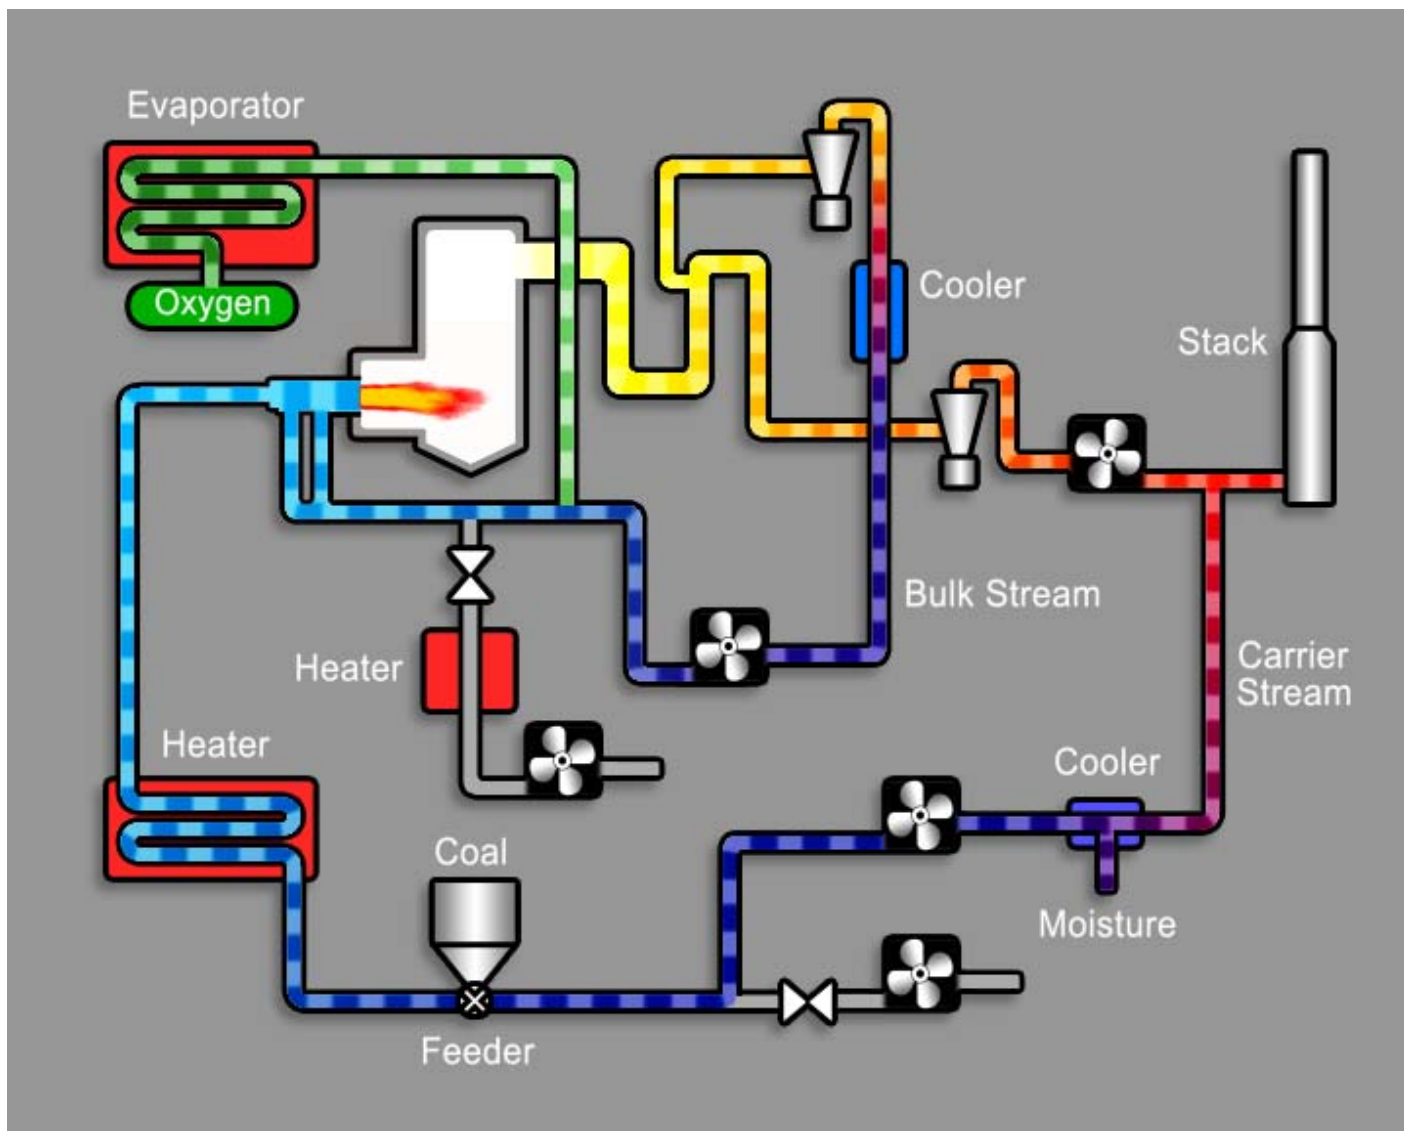 Evaporator
Oxygen
Cooler
Stack
Bulk Stream
Carrier
Stream
Heater
Heater
Cooler
Coal
Moisture
Feeder